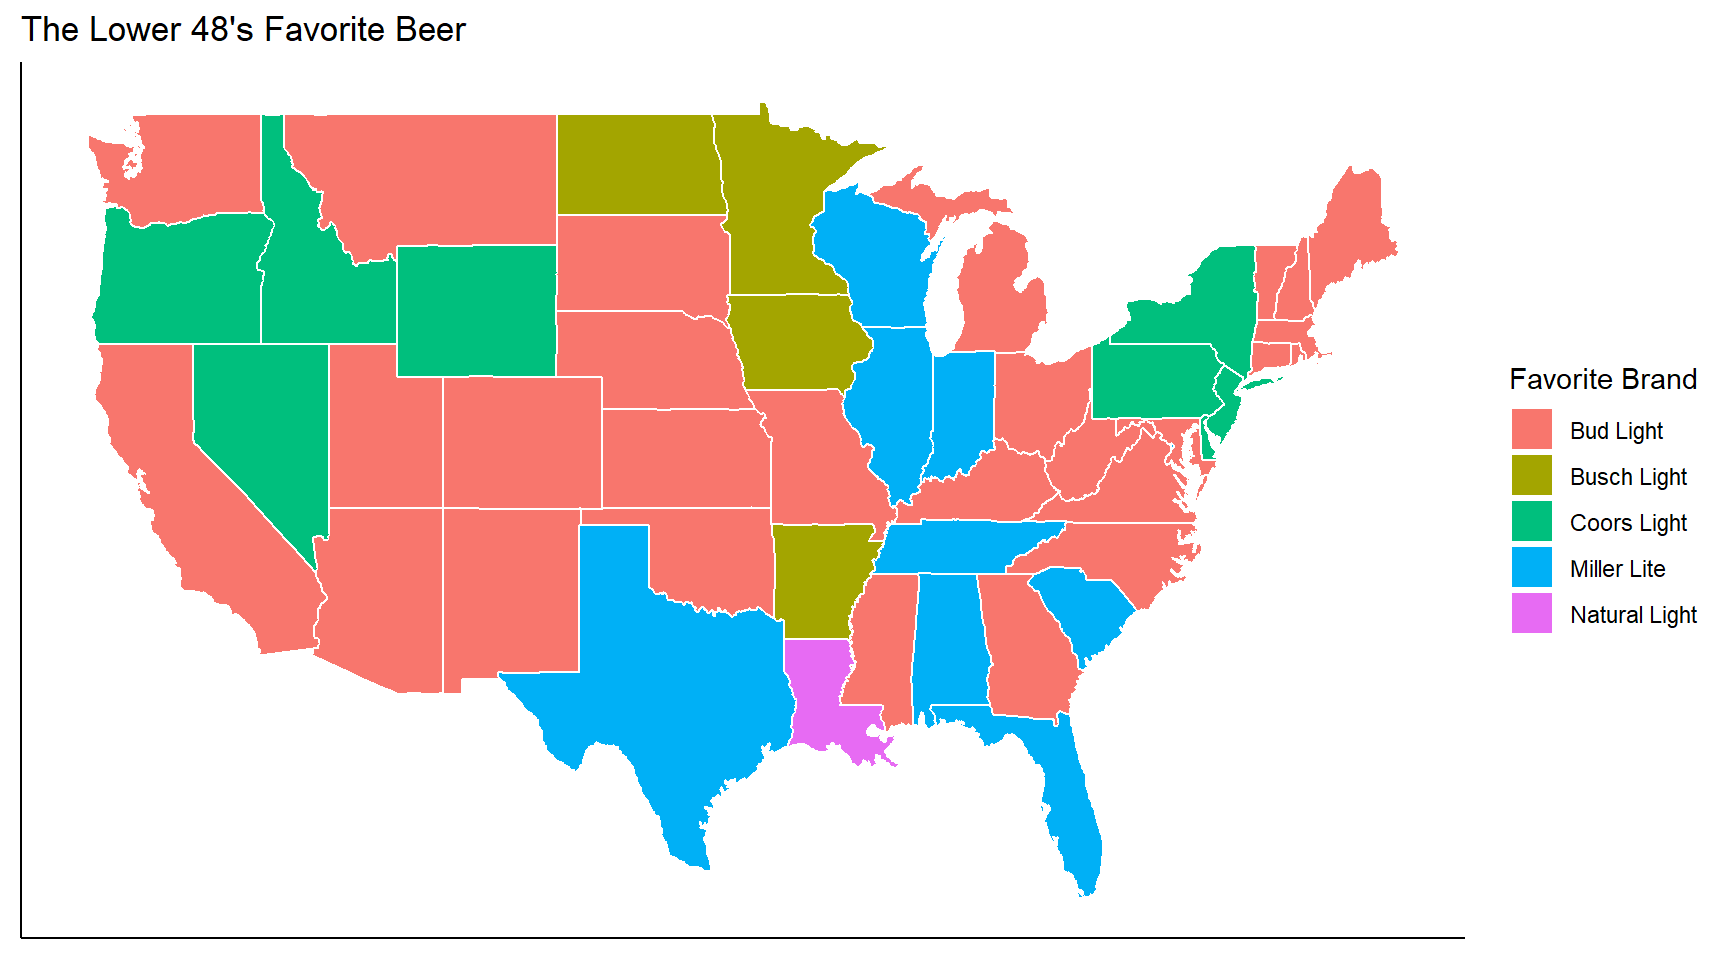 The Lower 48's Favorite Beer
Favorite Brand
Bud Light
Busch Light
Coors Light
Miller Lite
Natural Light